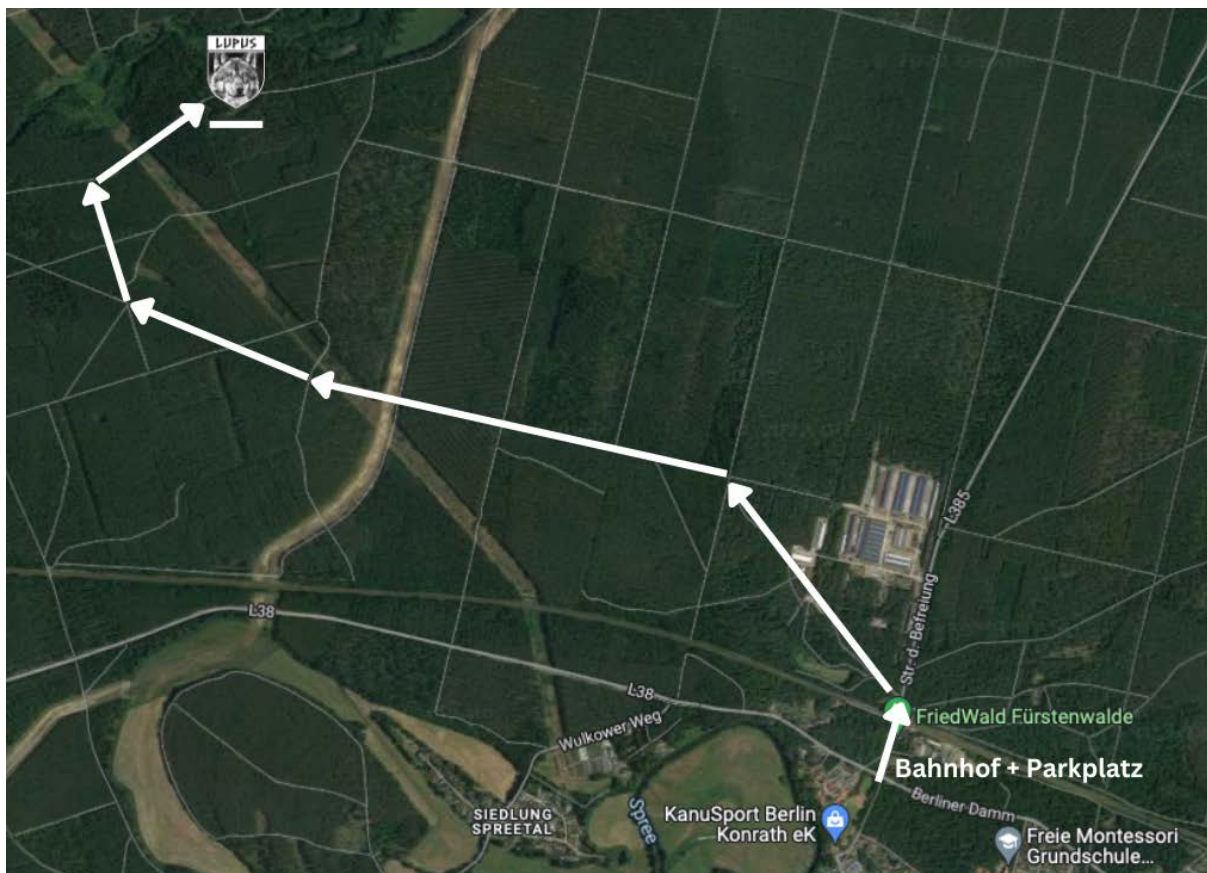 LUPUS
L385
Str.-d.-Befreiung
L38
L38
FriedWald Fürstenwalde
Wulkower Weg
Bahnhof + Parkplatz
Berliner Damm
SIEDLUNG
SPREETAL
Spree
KanuSport Berlin
Konrath eK
Freie Montessori
Grundschule...